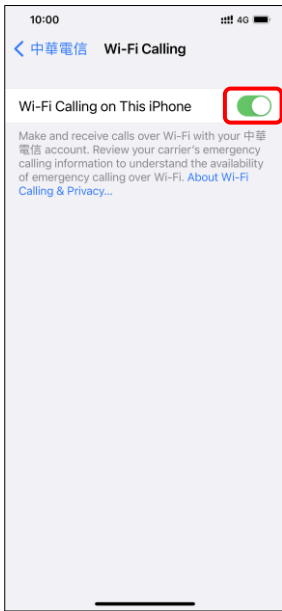 10:00 4G
中華電信 Wi-Fi Calling
Wi-Fi Calling on This iPhone
Make and receive calls over Wi-Fi with your 中華
電信 account. Review your carrier's emergency
calling information to understand the availability
of emergency calling over Wi-Fi. About Wi-Fi
Calling & Privacy...